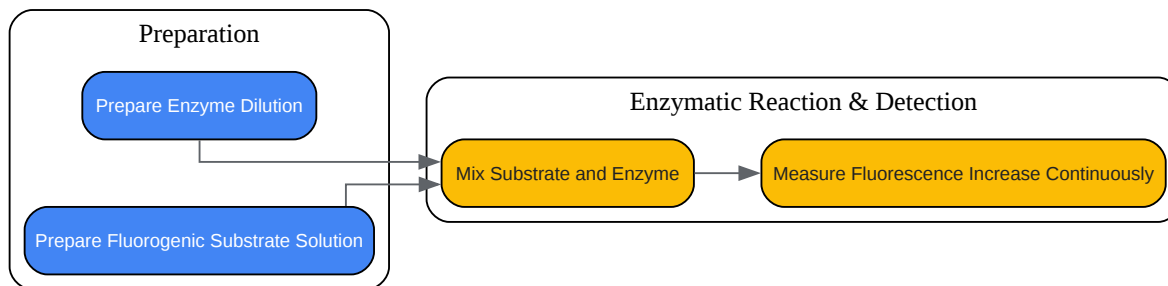 Preparation
Prepare Enzyme Dilution
Prepare Fluorogenic Substrate Solution
Enzymatic Reaction & Detection
Mix Substrate and Enzyme
Measure Fluorescence Increase Continuously